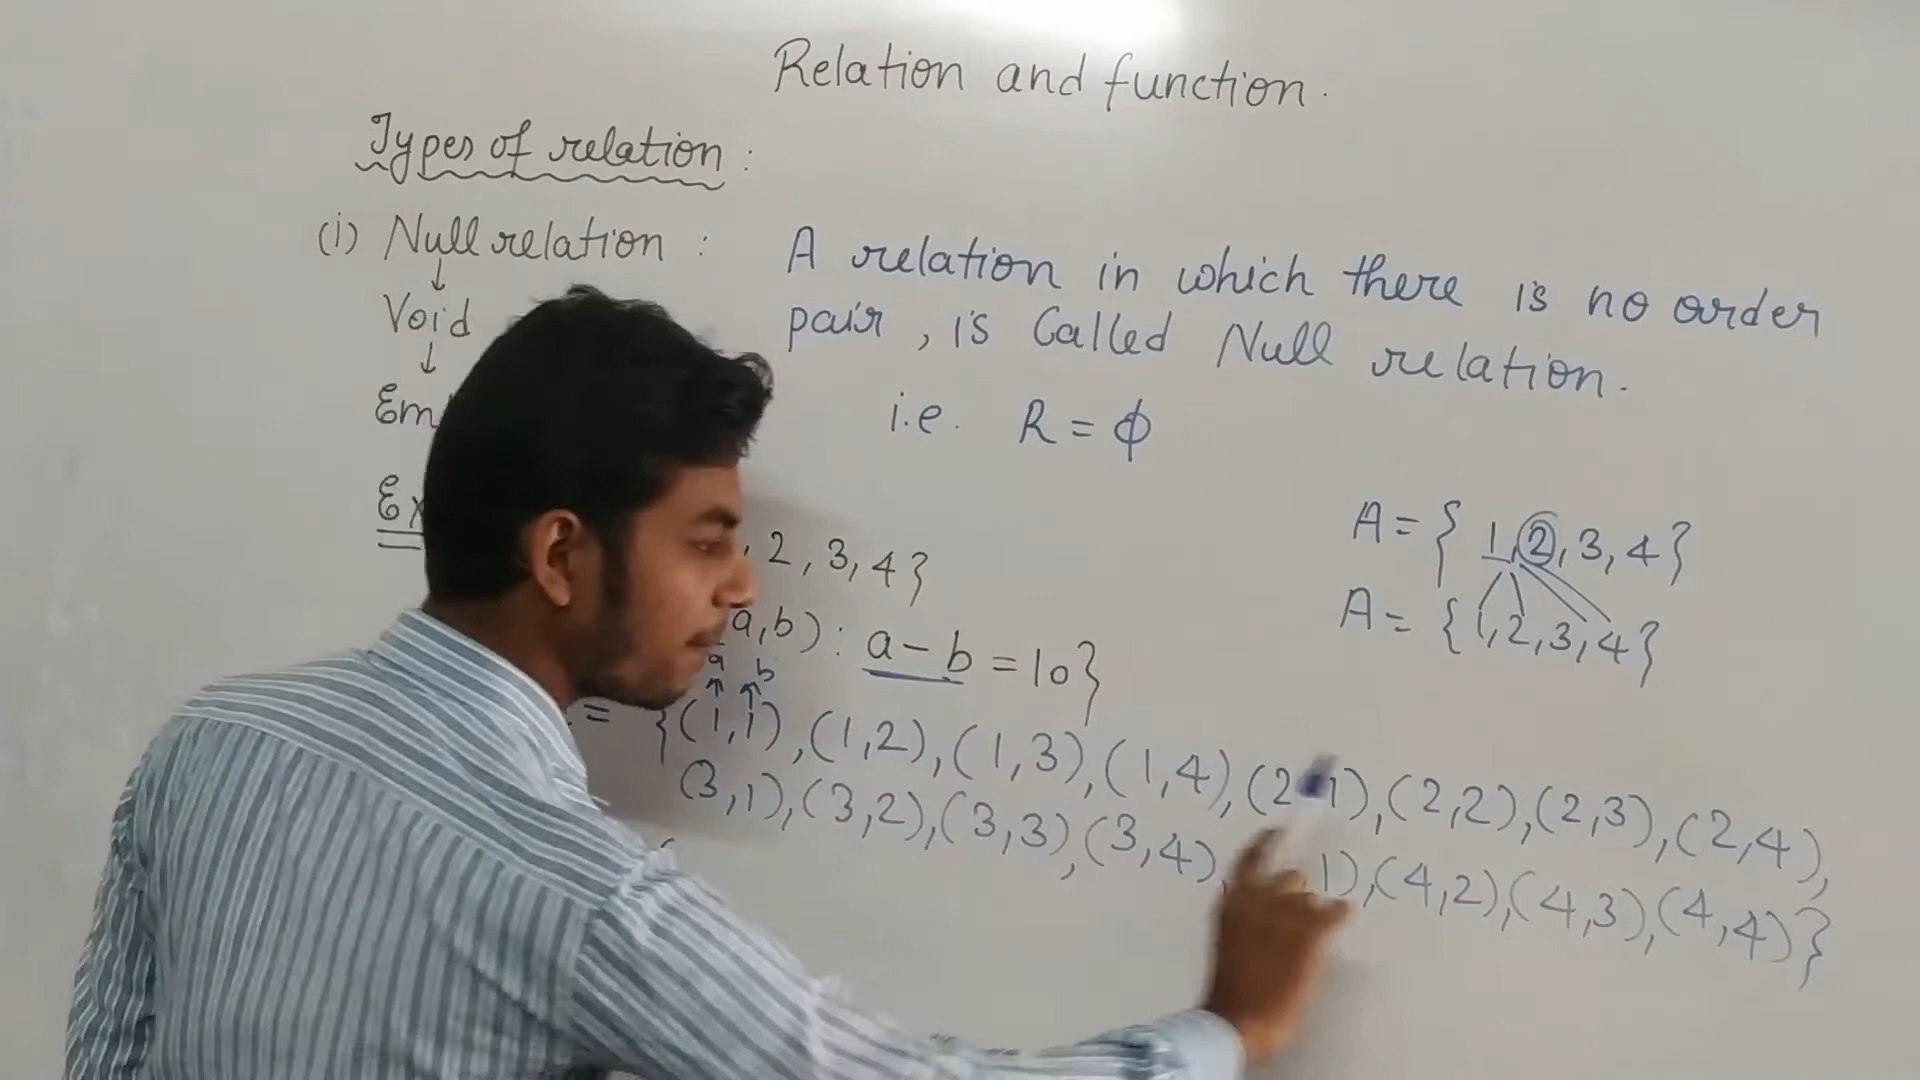 Relation and function.
Types of relation :
(i) Null relation : A relation in which there is no order
↓
Void pair, is Called Null relation.
↓
i.e. R = ϕ
A = { 1, 2, 3, 4 }
, 2, 3, 4 }
A = { 1, 2, 3, 4 }
a, b) : a - b = 10 }
a b
↑ ↑
= { (1,1), (1,2), (1,3), (1,4), (2,1), (2,2), (2,3), (2,4),
(3,1), (3,2), (3,3), (3,4), 1), (4,2), (4,3), (4,4) }